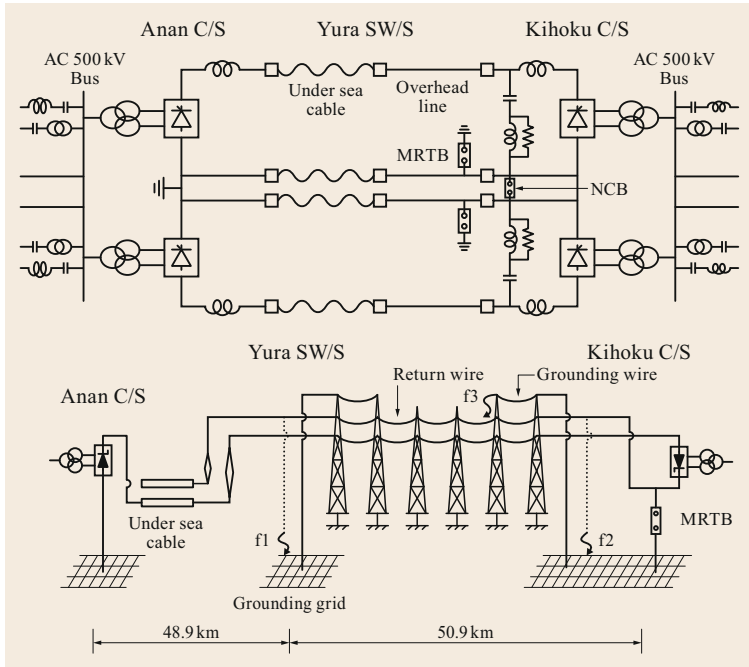 Anan C/S
Yura SW/S
Kihoku C/S
AC 500 kV
Bus
AC 500 kV
Bus
Under sea
cable
Overhead
line
MRTB
NCB
Yura SW/S
Kihoku C/S
Anan C/S
Return wire
Grounding wire
f3
Under sea
cable
f1
f2
MRTB
Grounding grid
48.9 km
50.9 km